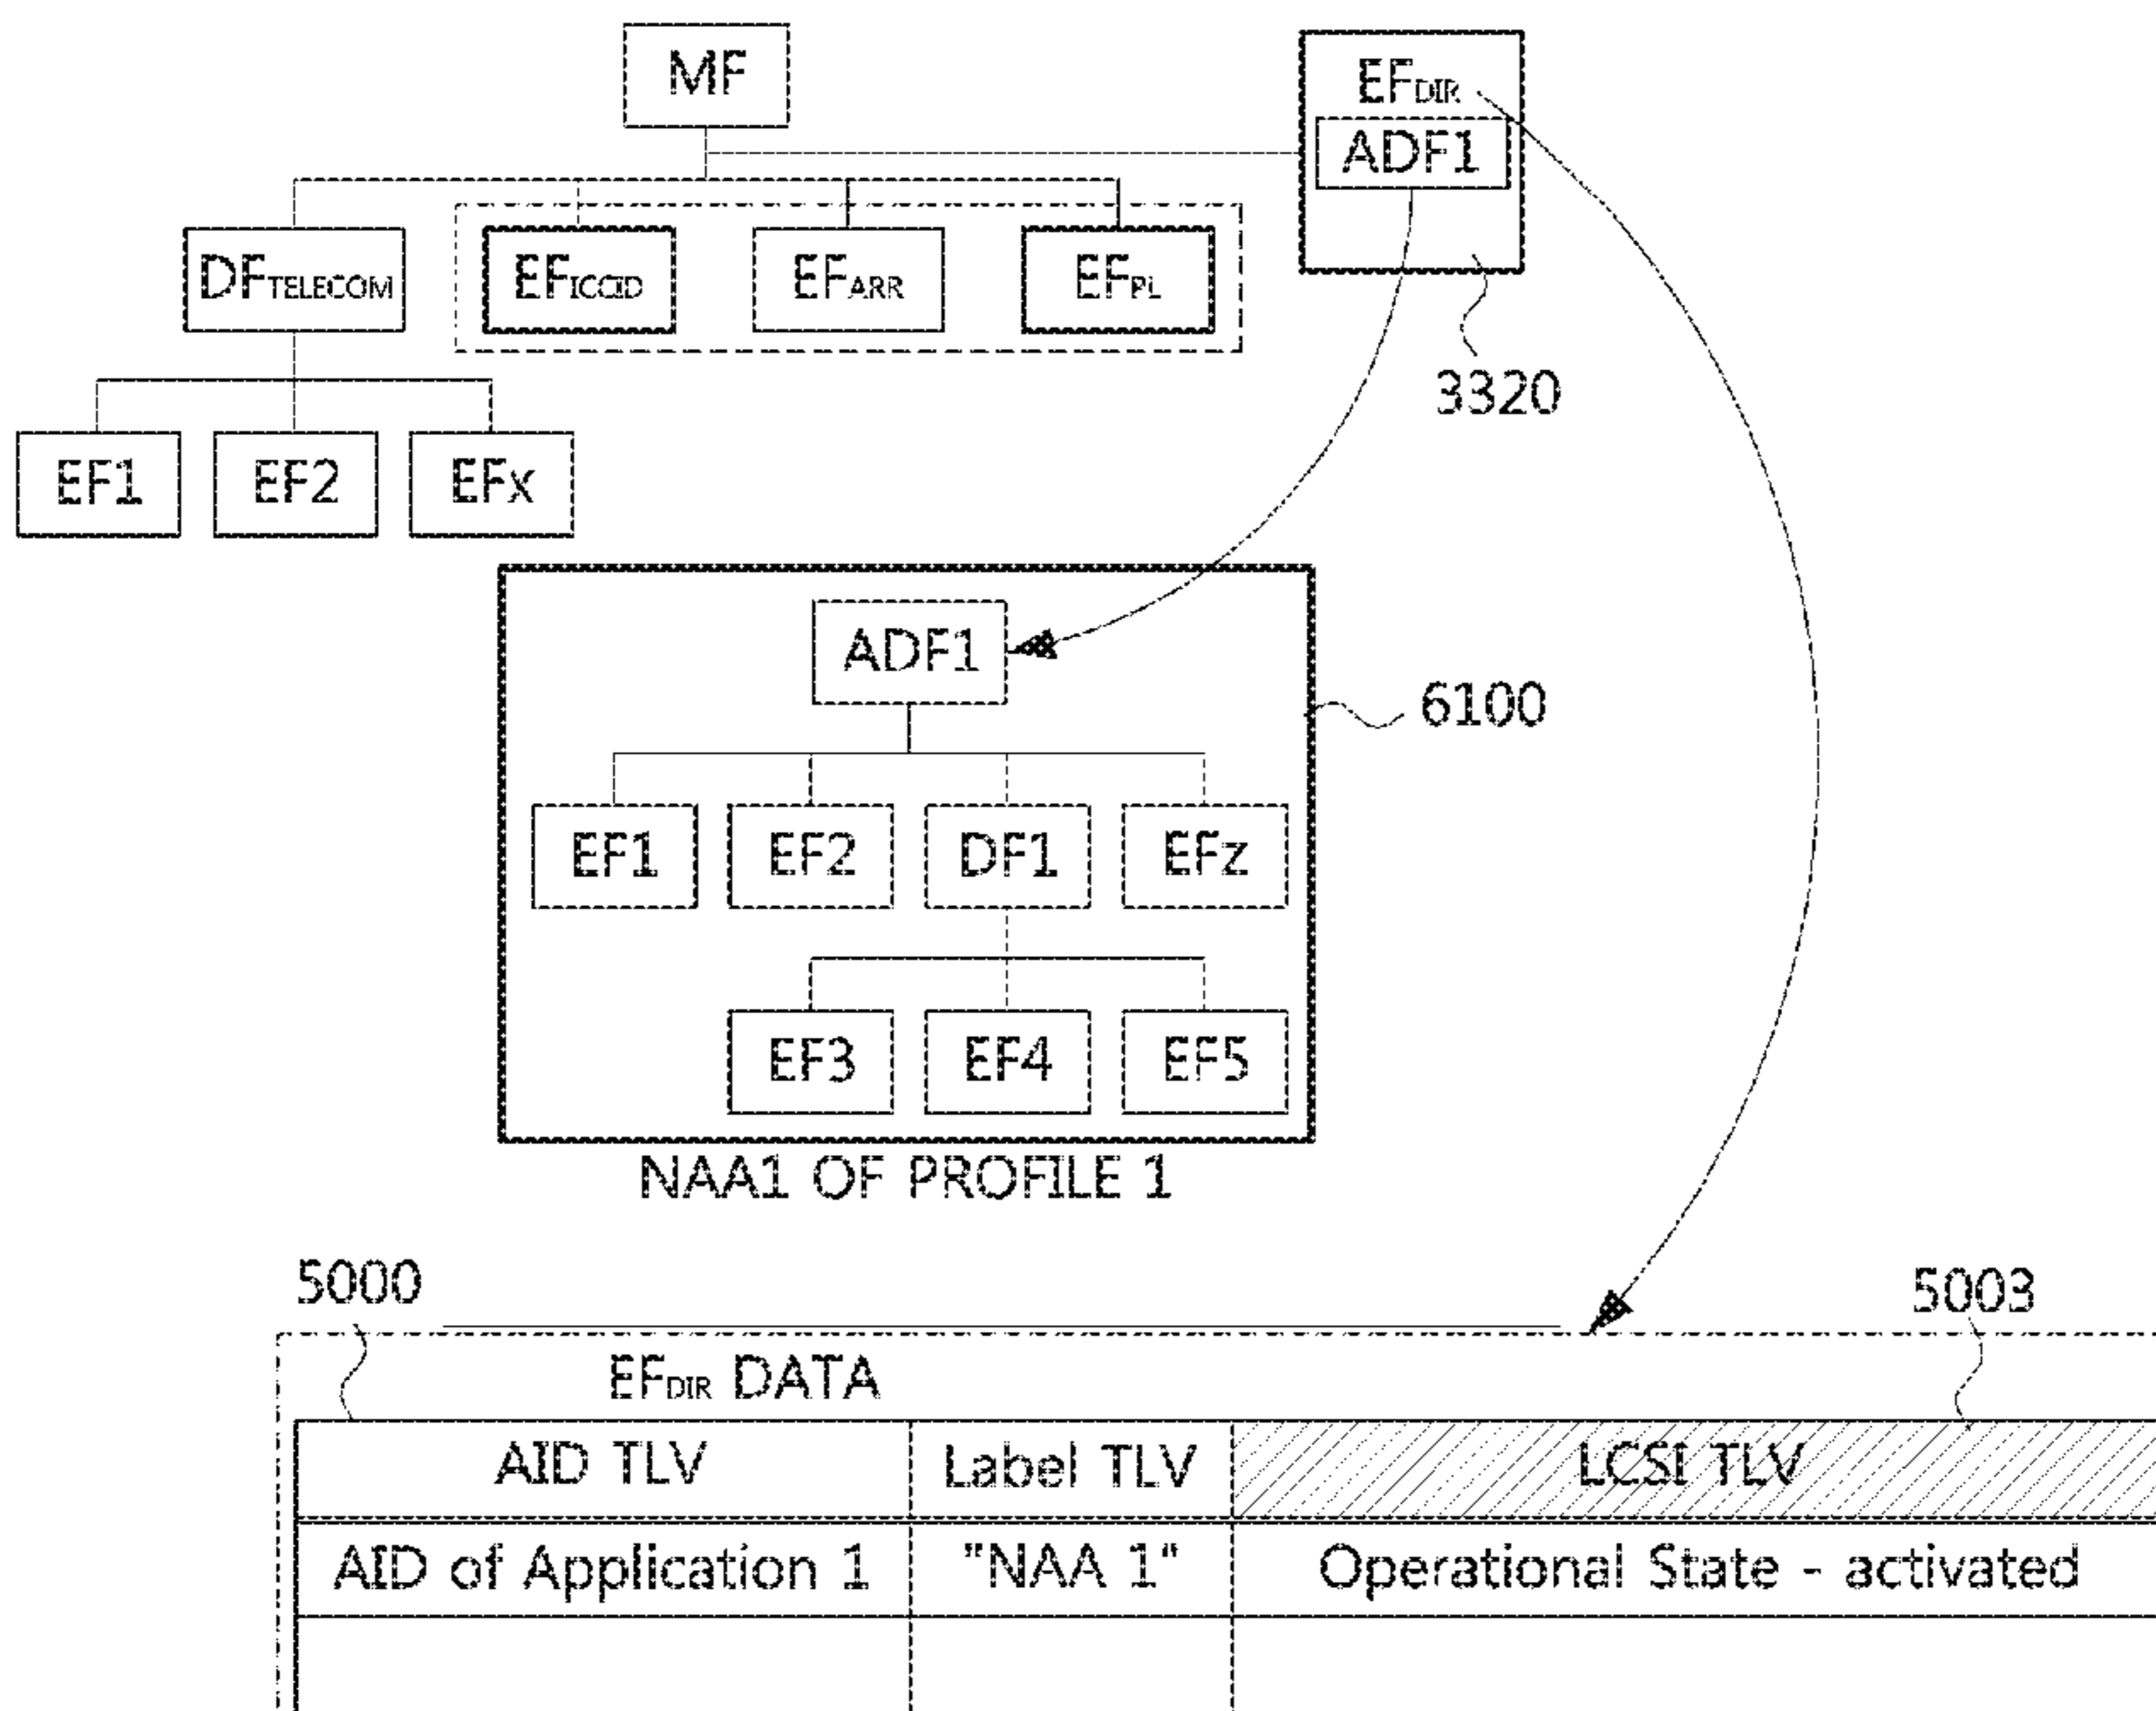 MF
EFDIR
ADF1
DFTELECOM
EFICCID
EFARR
EFPL
3320
EF1
EF2
EFX
ADF1
6100
EF1
EF2
DF1
EFZ
EF3
EF4
EF5
NAA1 OF PROFILE 1
5000
5003
EFDIR DATA
AID TLV
Label TLV
LCSI TLV
AID of Application 1
"NAA 1"
Operational State - activated